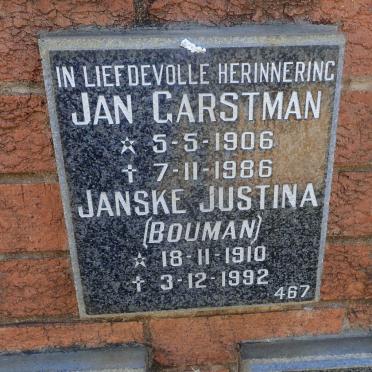 IN LIEFDEVOLLE HERINNERING
JAN CARSTMAN
☆ 5-5-1906
† 7-11-1986
JANSKE JUSTINA
(BOUMAN)
☆ 18-11-1910
† 3-12-1992
467